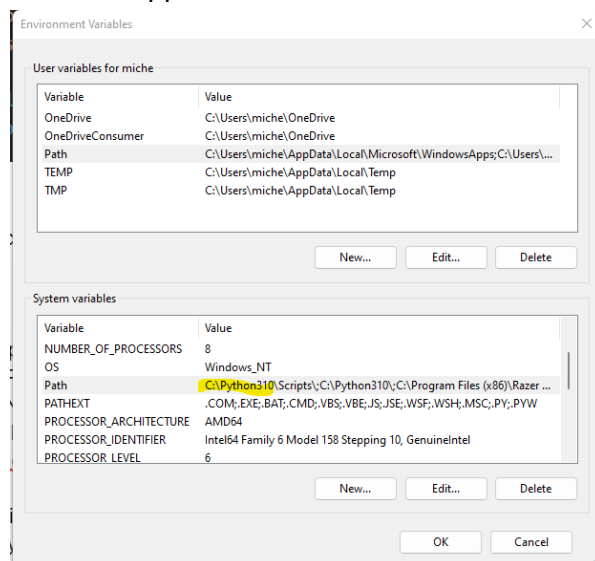 Environment Variables
User variables for miche
Variable Value
OneDrive C:\Users\miche\OneDrive
OneDriveConsumer C:\Users\miche\OneDrive
Path C:\Users\miche\AppData\Local\Microsoft\WindowsApps;C:\Users\...
TEMP C:\Users\miche\AppData\Local\Temp
TMP C:\Users\miche\AppData\Local\Temp
New... Edit... Delete
System variables
Variable Value
NUMBER_OF_PROCESSORS 8
OS Windows_NT
Path C:\Python310\Scripts\;C:\Python310\;C:\Program Files (x86)\Razer ...
PATHEXT .COM;.EXE;.BAT;.CMD;.VBS;.VBE;.JS;.JSE;.WSF;.WSH;.MSC;.PY;.PYW
PROCESSOR_ARCHITECTURE AMD64
PROCESSOR_IDENTIFIER Intel64 Family 6 Model 158 Stepping 10, GenuineIntel
PROCESSOR_LEVEL 6
New... Edit... Delete
OK Cancel